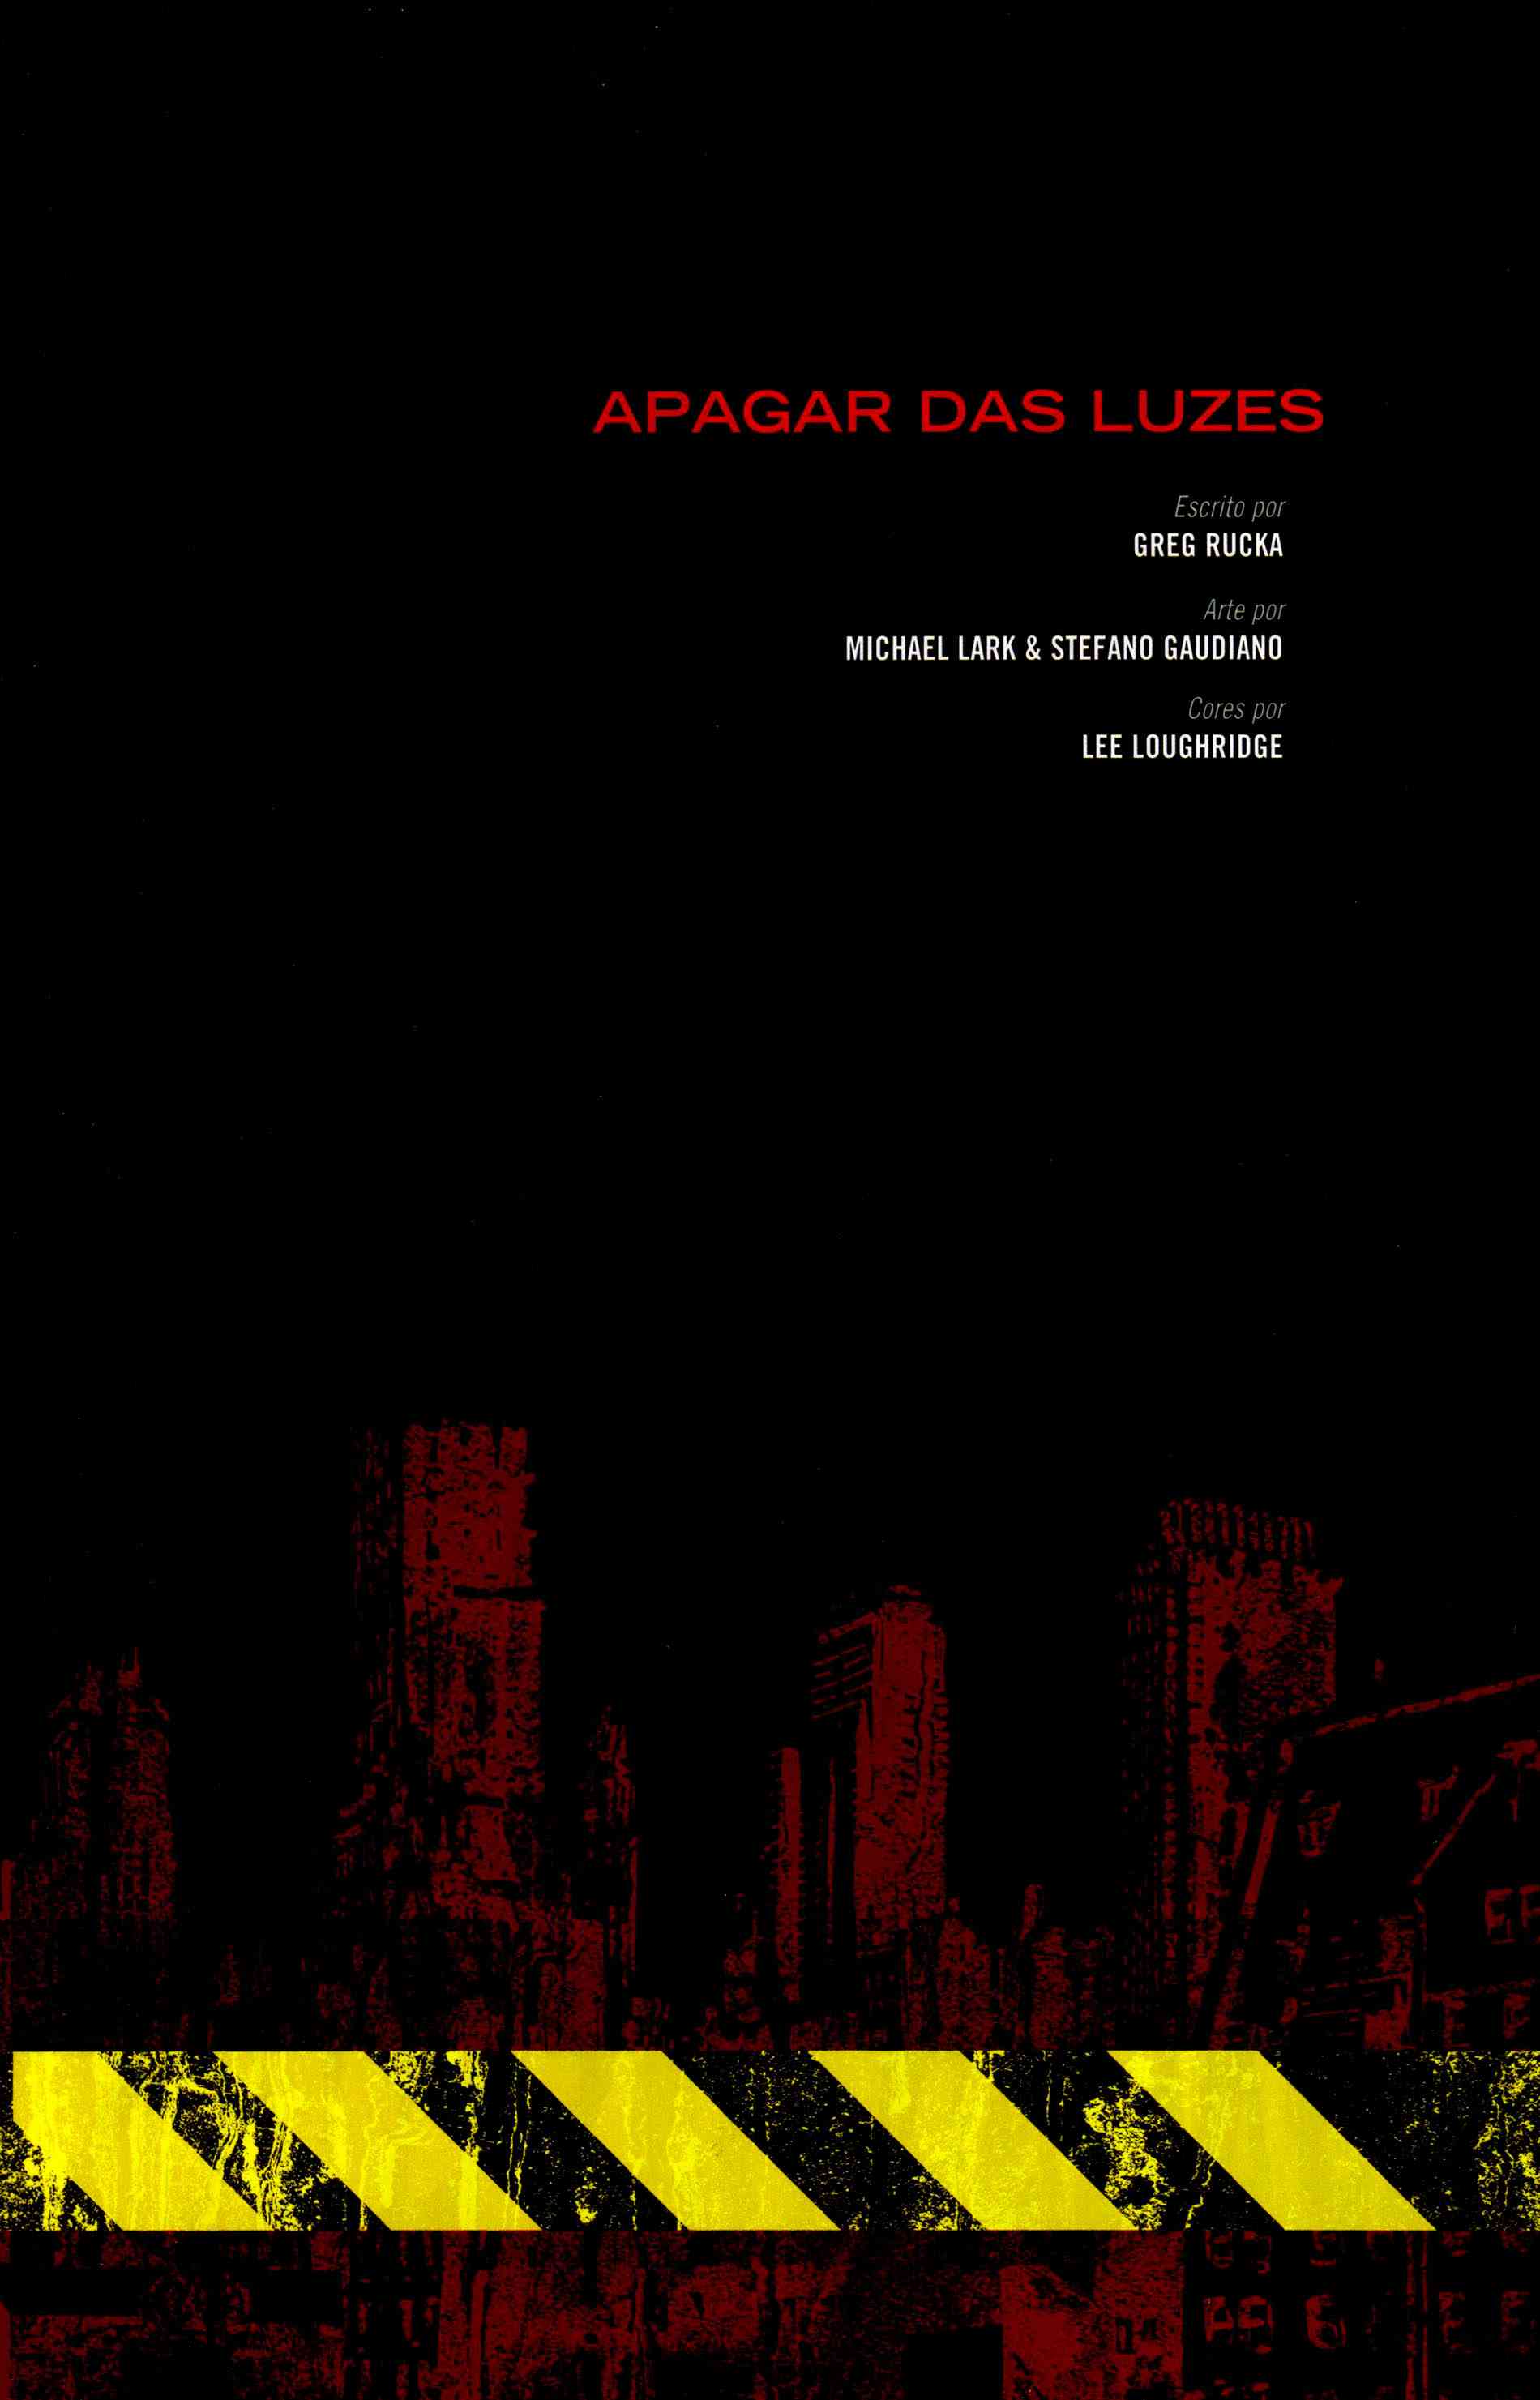 APAGAR DAS LUZES
Escrito por
GREG RUCKA
Arte por
MICHAEL LARK & STEFANO GAUDIANO
Cores por
LEE LOUGHRIDGE